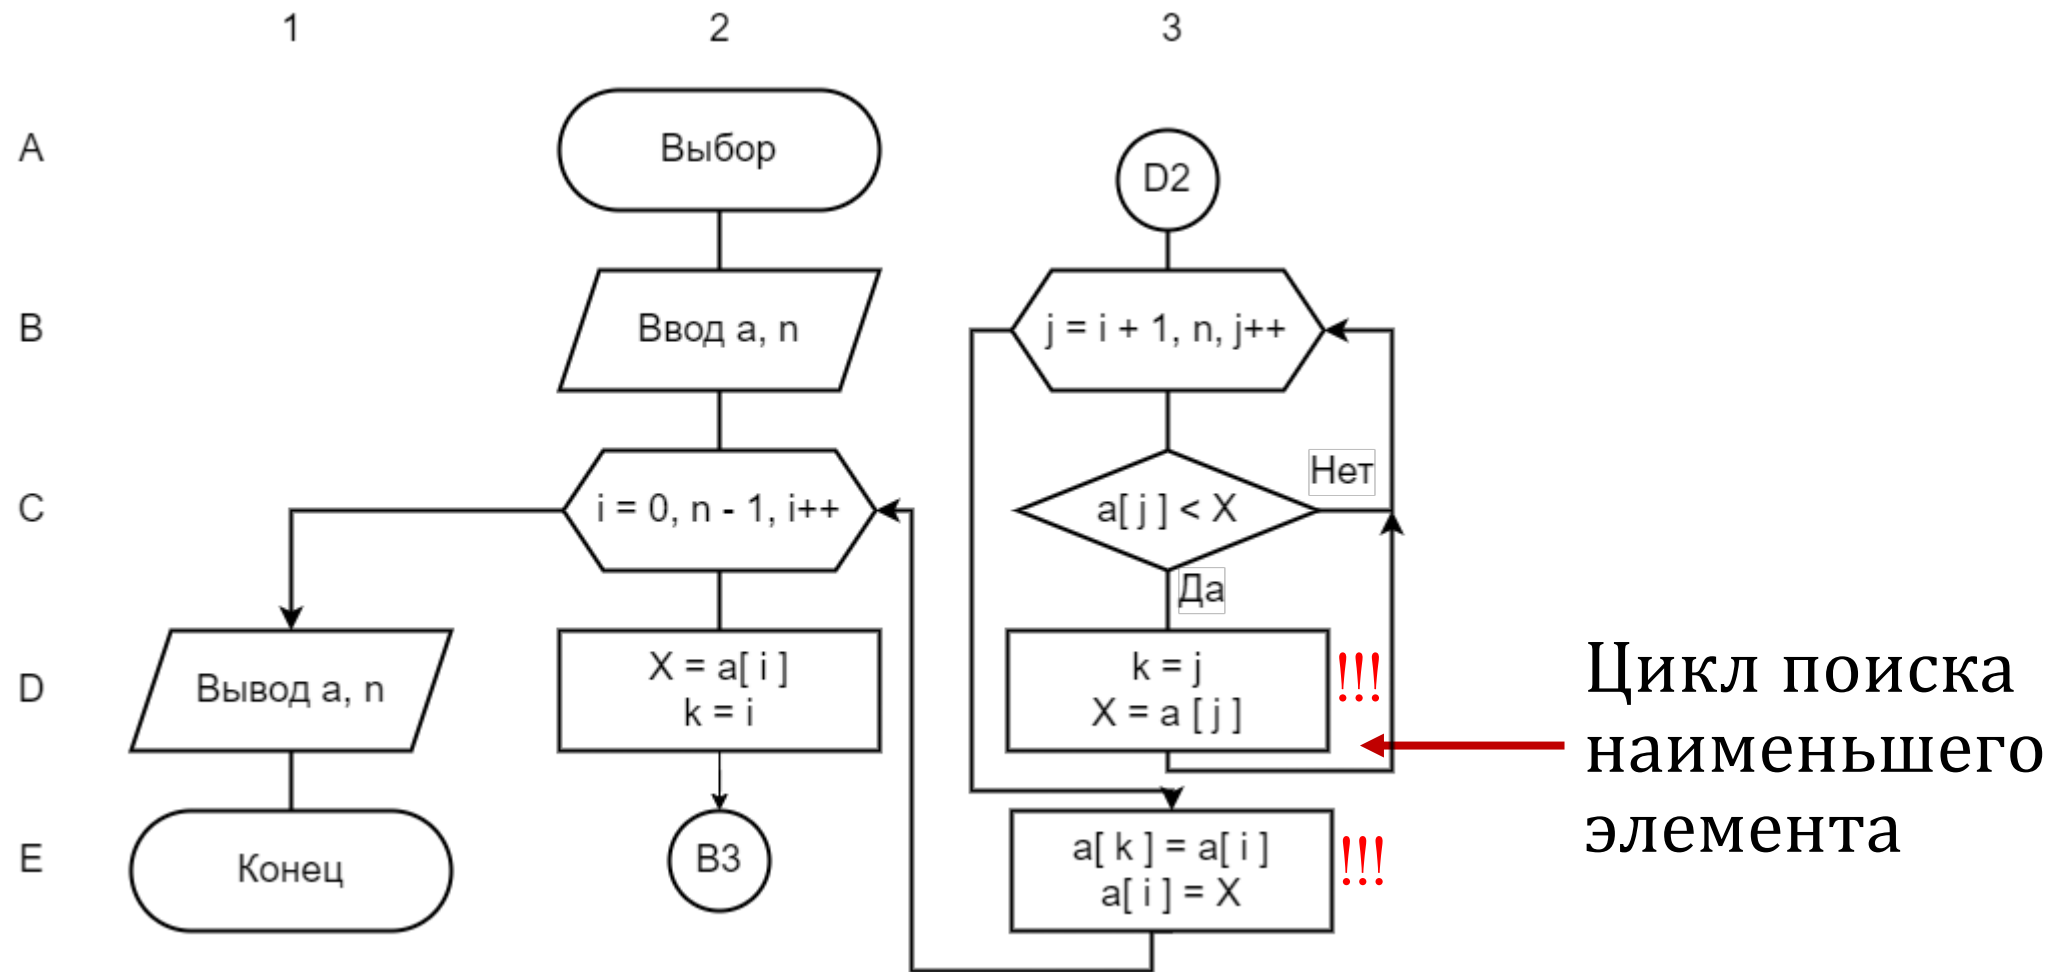 1
2
3
A
Выбор
D2
B
Ввод a, n
j = i + 1, n, j++
C
i = 0, n - 1, i++
a[ j ] < X
Нет
Да
D
Вывод a, n
X = a[ i ]
k = i
k = j
X = a [ j ]
!!!
Цикл поиска
наименьшего
элемента
E
Конец
B3
a[ k ] = a[ i ]
a[ i ] = X
!!!